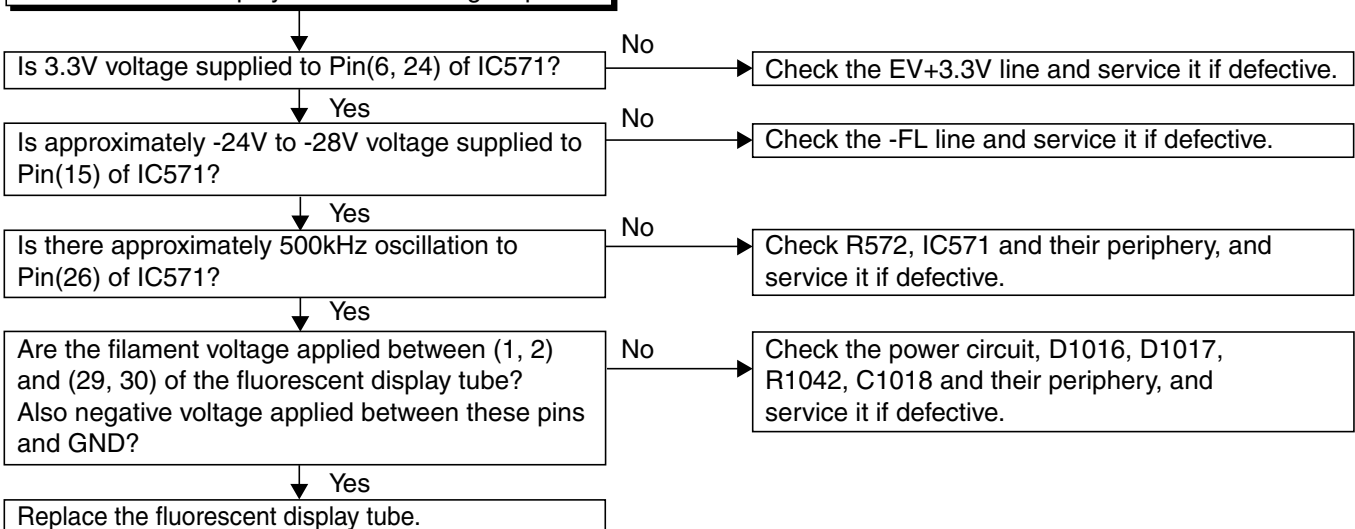 Is 3.3V voltage supplied to Pin(6, 24) of IC571?
No
Check the EV+3.3V line and service it if defective.
Yes
Is approximately -24V to -28V voltage supplied to
Pin(15) of IC571?
No
Check the -FL line and service it if defective.
Yes
Is there approximately 500kHz oscillation to
Pin(26) of IC571?
No
Check R572, IC571 and their periphery, and
service it if defective.
Yes
Are the filament voltage applied between (1, 2)
and (29, 30) of the fluorescent display tube?
Also negative voltage applied between these pins
and GND?
No
Check the power circuit, D1016, D1017,
R1042, C1018 and their periphery, and
service it if defective.
Yes
Replace the fluorescent display tube.